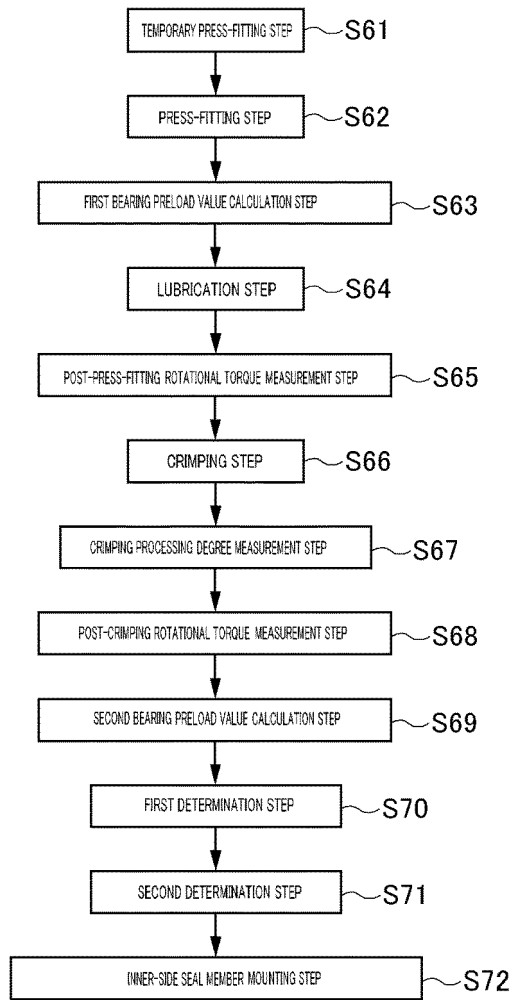 TEMPORARY PRESS-FITTING STEP S61
PRESS-FITTING STEP S62
FIRST BEARING PRELOAD VALUE CALCULATION STEP S63
LUBRICATION STEP S64
POST-PRESS-FITTING ROTATIONAL TORQUE MEASUREMENT STEP S65
CRIMPING STEP S66
CRIMPING PROCESSING DEGREE MEASUREMENT STEP S67
POST-CRIMPING ROTATIONAL TORQUE MEASUREMENT STEP S68
SECOND BEARING PRELOAD VALUE CALCULATION STEP S69
FIRST DETERMINATION STEP S70
SECOND DETERMINATION STEP S71
INNER-SIDE SEAL MEMBER MOUNTING STEP S72